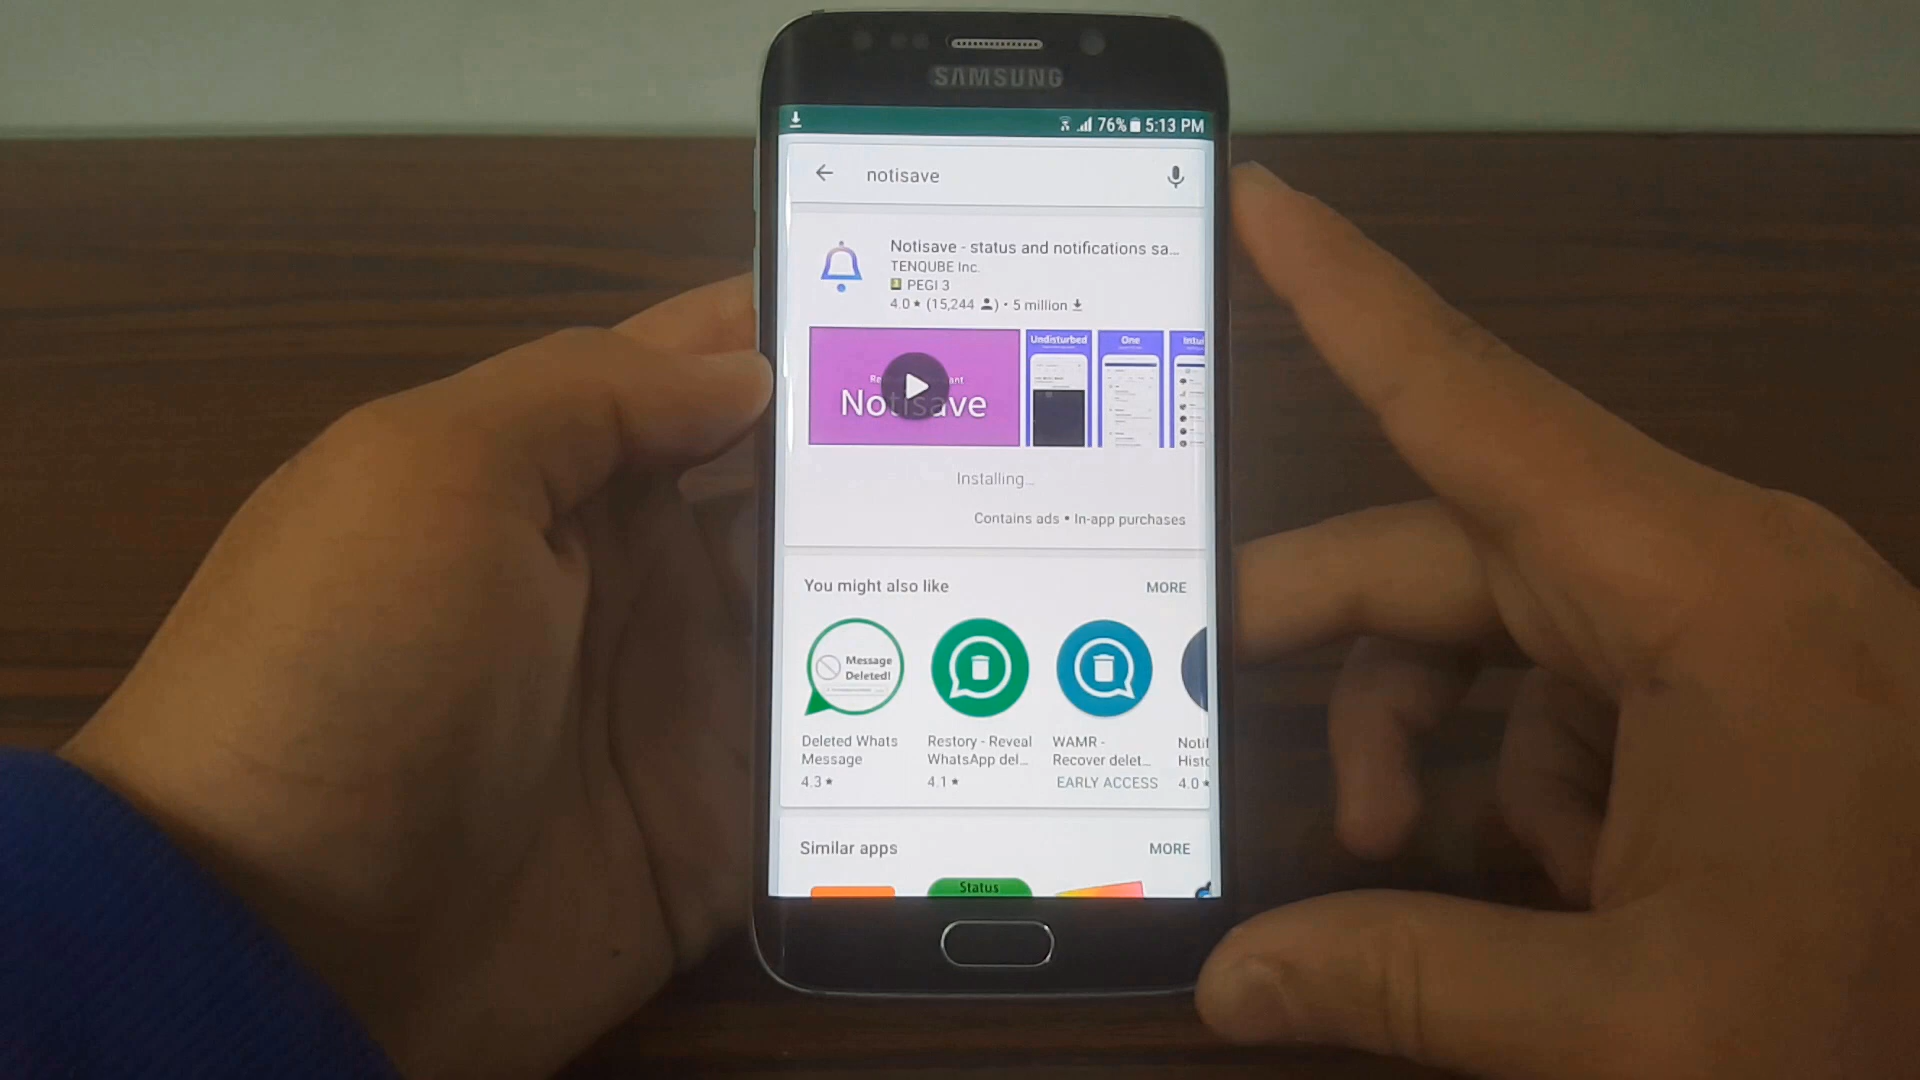 SAMSUNG
76% 5:13 PM
notisave
Notisave - status and notifications sa...
TENQUBE Inc.
PEGI 3
4.0 ★ (15,244 ) • 5 million
Undisturbed
One
Intui
Notisave
Installing...
Contains ads • In-app purchases
You might also like
MORE
Message
Deleted!
Deleted Whats
Message
4.3 ★
Restory - Reveal
WhatsApp del...
4.1 ★
WAMR -
Recover delet...
EARLY ACCESS
Notif
Histo
4.0 ★
Similar apps
MORE
Status